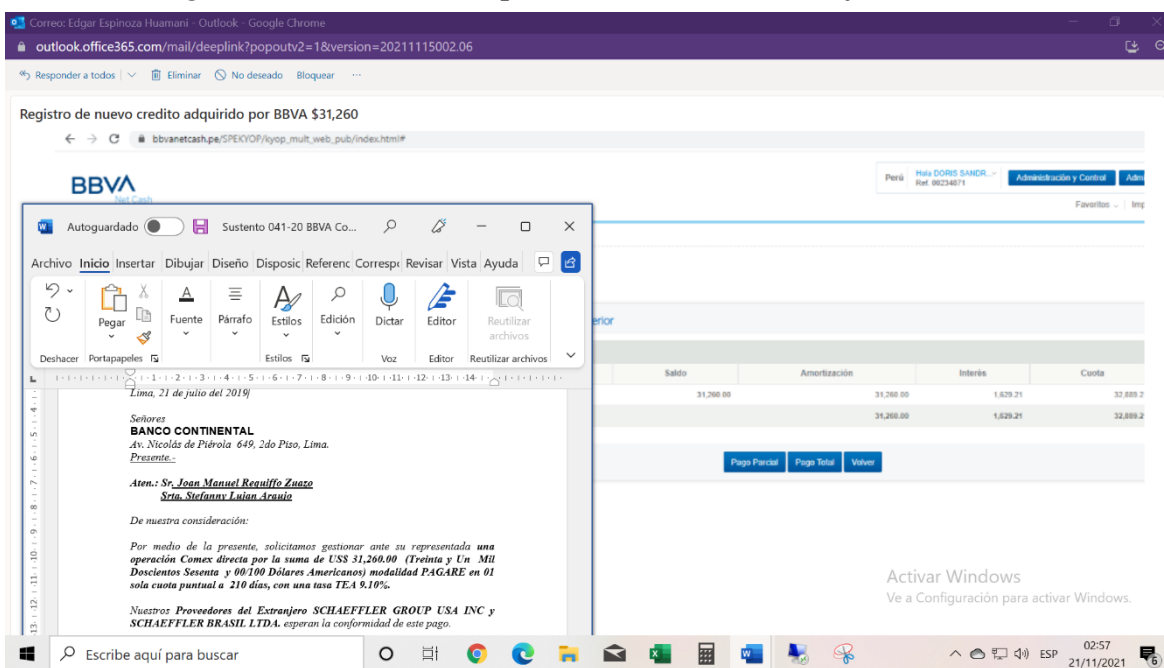 Correo: Edgar Espinoza Huamani - Outlook - Google Chrome
outlook.office365.com/mail/deeplink?popoutv2=1&version=20211115002.06
Responder a todos Eliminar No deseado Bloquear ...
Registro de nuevo credito adquirido por BBVA $31,260
bbvanetcash.pe/SPEKYOP/kyop_mult_web_pub/index.html#
BBVA
Net Cash
Perú Hola DORIS SANDR... Administración y Control
Ref. 00234871
Favoritos
Autoguardado Sustento 041-20 BBVA Co...
Archivo Inicio Insertar Dibujar Diseño Disposic Referenc Correspo Revisar Vista Ayuda
Pegar Fuente Párrafo Estilos Edición Dictar Editor Reutilizar archivos
Deshacer Portapapeles Estilos Voz Editor Reutilizar archivos
Saldo Amortización Interés Cuota
31,260.00 31,260.00 1,629.21 32,889.2
31,260.00 1,629.21 32,889.2
Pago Parcial Pago Total Volver
Lima, 21 de julio del 2019
Señores
BANCO CONTINENTAL
Av. Nicolás de Piérola 649, 2do Piso, Lima.
Presente.-
Aten.: Sr. Joan Manuel Requiffo Zuazo
Srta. Stefanny Lujan Araujo
De nuestra consideración:
Por medio de la presente, solicitamos gestionar ante su representada una
operación Comex directa por la suma de US$ 31,260.00 (Treinta y Un Mil
Doscientos Sesenta y 00/100 Dólares Americanos) modalidad PAGARE en 01
sola cuota puntual a 210 días, con una tasa TEA 9.10%.
Nuestros Proveedores del Extranjero SCHAEFFLER GROUP USA INC y
SCHAEFFLER BRASIL LTDA. esperan la conformidad de este pago.
Activar Windows
Ve a Configuración para activar Windows.
Escribe aquí para buscar
ESP
02:57
21/11/2021